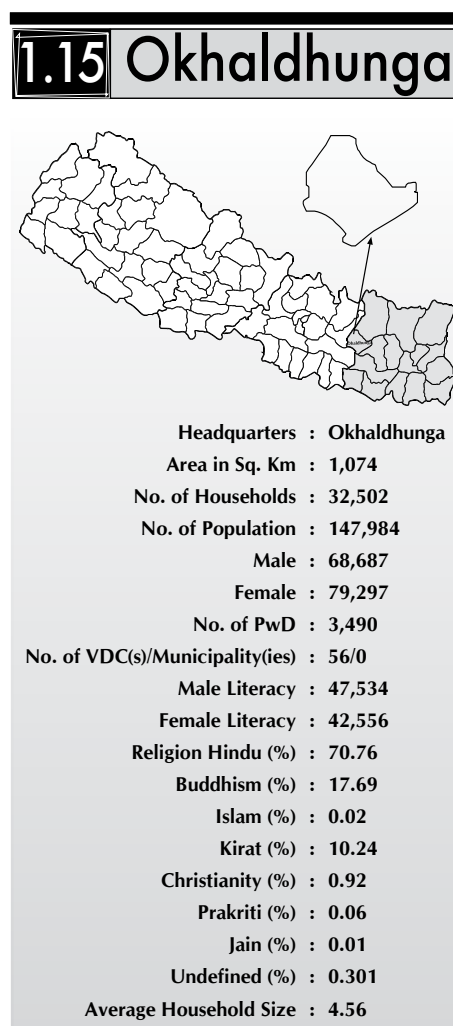 1.15 Okhaldhunga
Okhaldhunga
Headquarters : Okhaldhunga
Area in Sq. Km : 1,074
No. of Households : 32,502
No. of Population : 147,984
Male : 68,687
Female : 79,297
No. of PwD : 3,490
No. of VDC(s)/Municipality(ies) : 56/0
Male Literacy : 47,534
Female Literacy : 42,556
Religion Hindu (%) : 70.76
Buddhism (%) : 17.69
Islam (%) : 0.02
Kirat (%) : 10.24
Christianity (%) : 0.92
Prakriti (%) : 0.06
Jain (%) : 0.01
Undefined (%) : 0.301
Average Household Size : 4.56